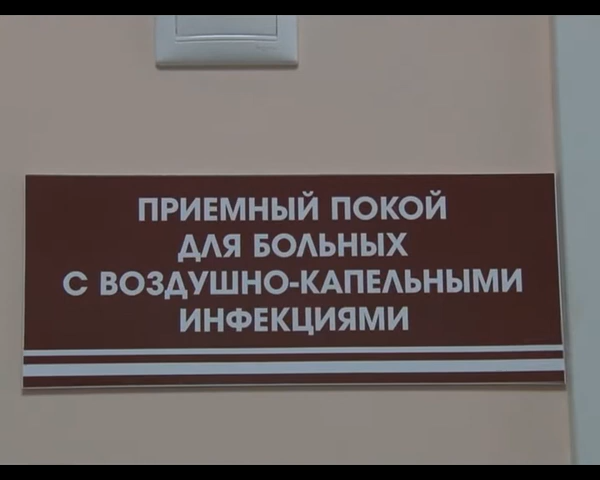 ПРИЕМНЫЙ ПОКОЙ
ДЛЯ БОЛЬНЫХ
С ВОЗДУШНО-КАПЕЛЬНЫМИ
ИНФЕКЦИЯМИ